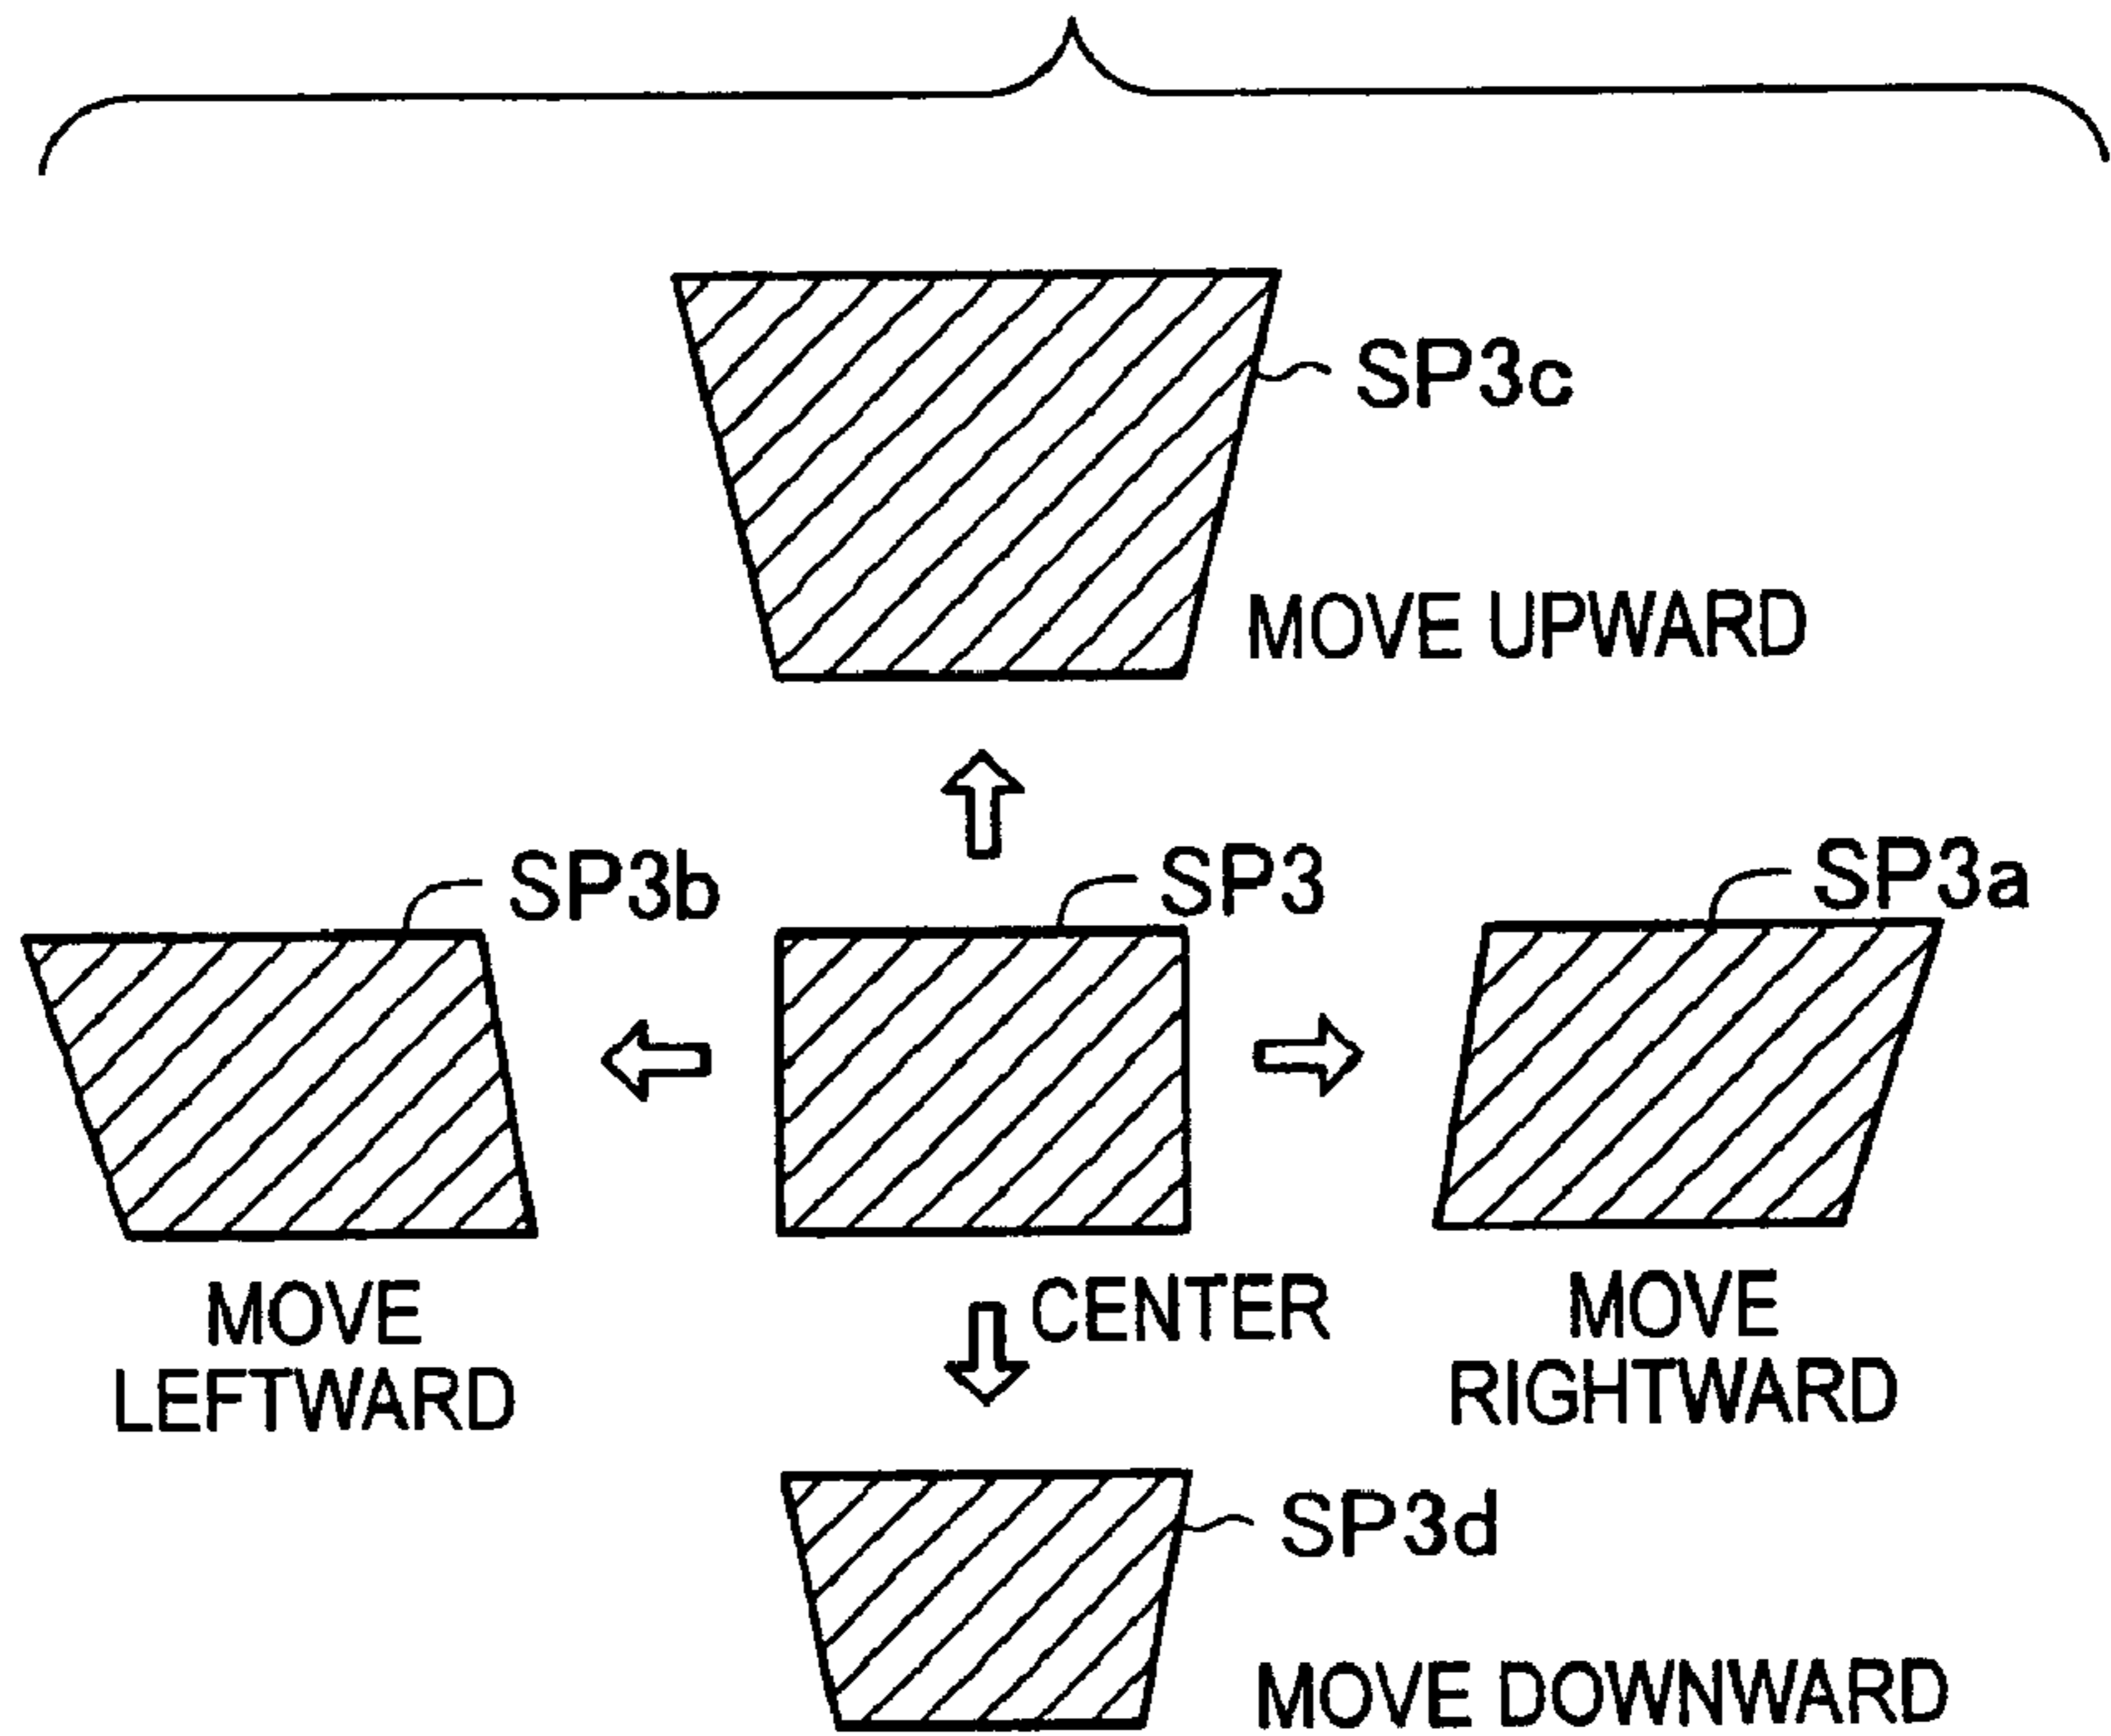 SP3c
MOVE UPWARD
SP3b
SP3
SP3a
MOVE
LEFTWARD
CENTER
MOVE
RIGHTWARD
SP3d
MOVE DOWNWARD